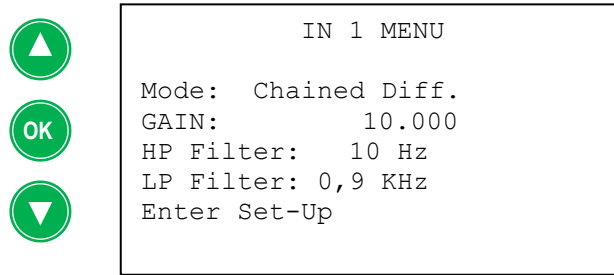 IN 1 MENU
Mode: Chained Diff.
GAIN: 10.000
OK
HP Filter: 10 Hz
LP Filter: 0,9 KHz
Enter Set-Up